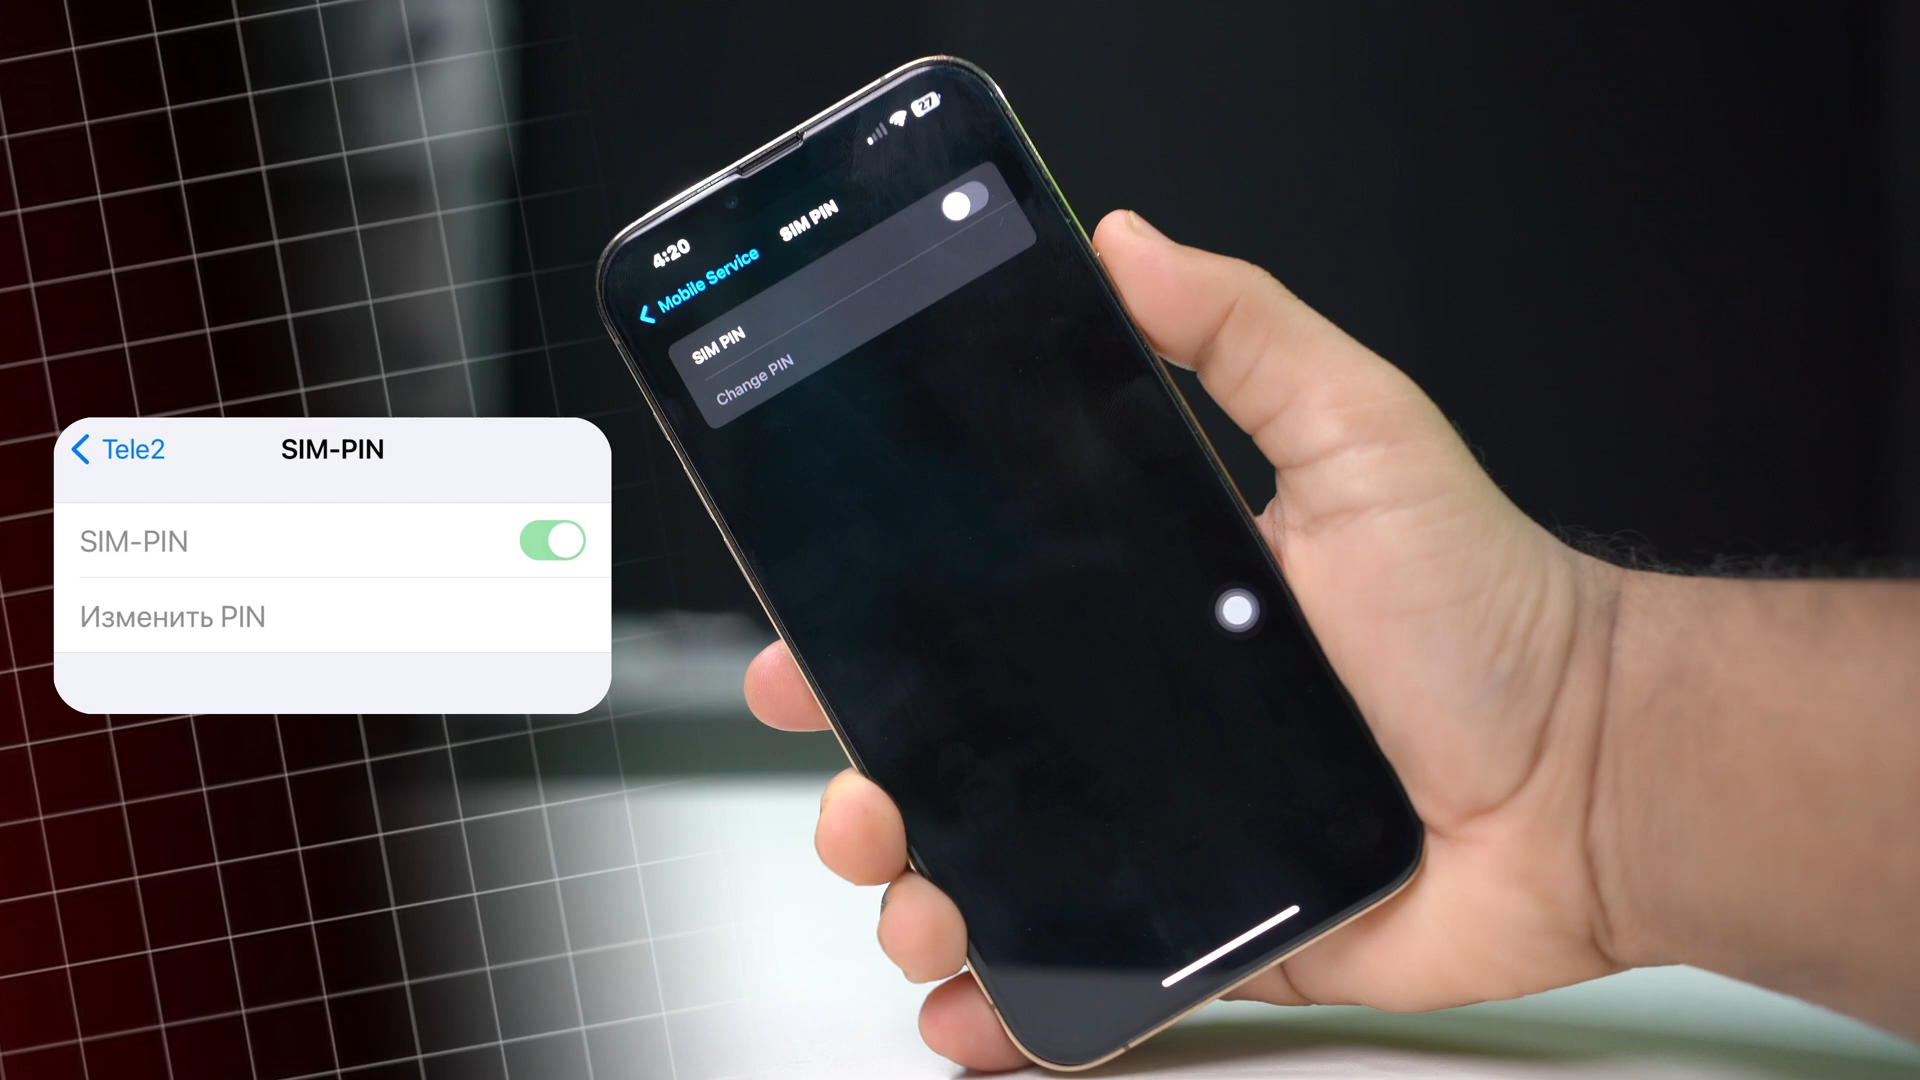 Tele2
SIM-PIN
SIM-PIN
Изменить PIN
4:20
27
Mobile Service
SIM PIN
SIM PIN
Change PIN